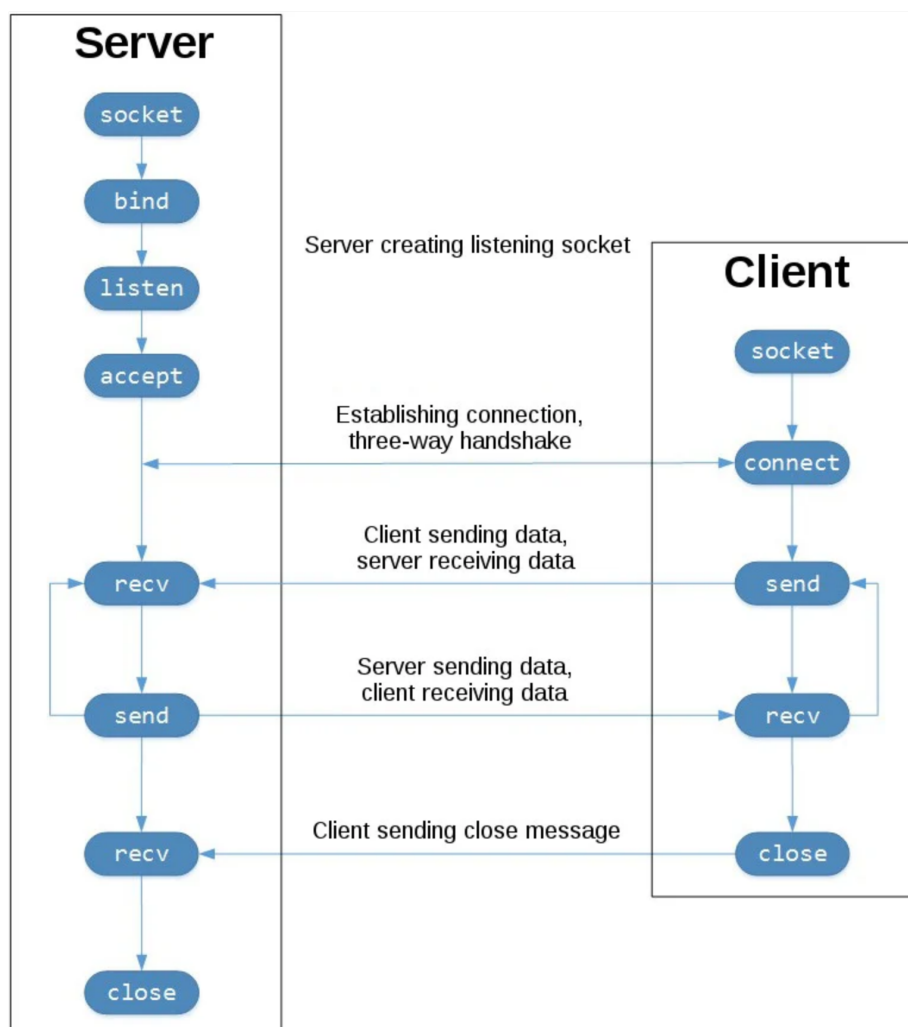 Server
socket
bind
Server creating listening socket
listen
Client
socket
accept
Establishing connection,
three-way handshake
connect
Client sending data,
server receiving data
recv
send
Server sending data,
client receiving data
send
recv
Client sending close message
recv
close
close